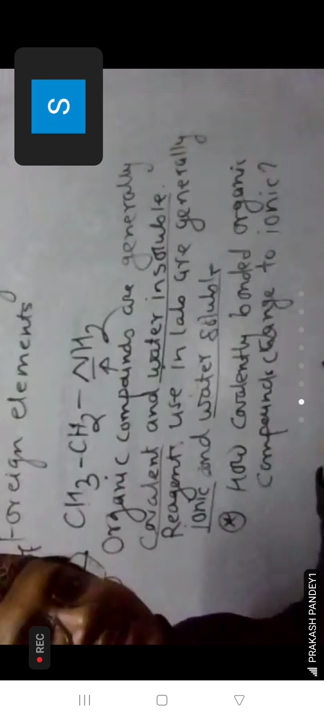 Foreign elements
CH3-CH2-NH2
Organic compounds are generally
covalent and water insoluble.
Reagent. use in lab are generally
Ionic and water soluble
* How covalently bonded organic
compounds change to ionic?
S
REC
PRAKASH PANDEY1